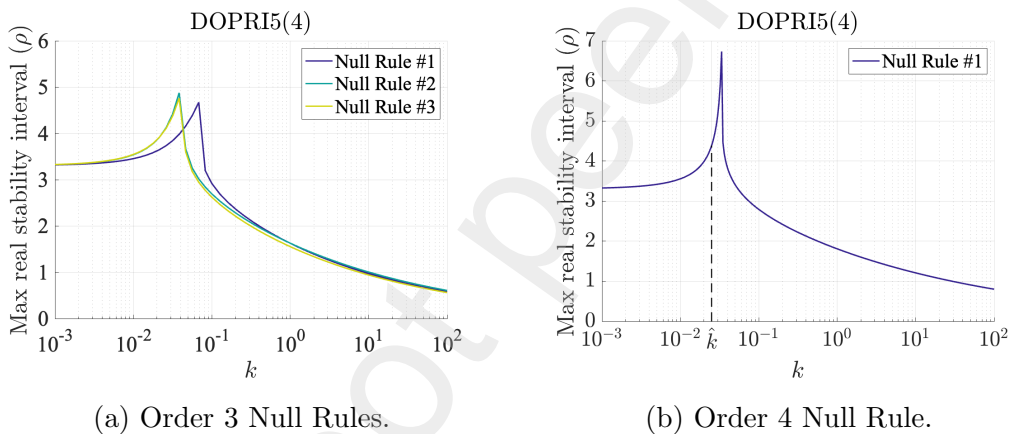 DOPRI5(4)
Max real stability interval (ρ)
6
5
4
3
2
1
0
Null Rule #1
Null Rule #2
Null Rule #3
10^-3
10^-2
10^-1
10^0
10^1
10^2
k
(a) Order 3 Null Rules.
DOPRI5(4)
Max real stability interval (ρ)
7
6
5
4
3
2
1
0
Null Rule #1
10^-3
10^-2
k̂
10^-1
10^0
10^1
10^2
k
(b) Order 4 Null Rule.
ot peer